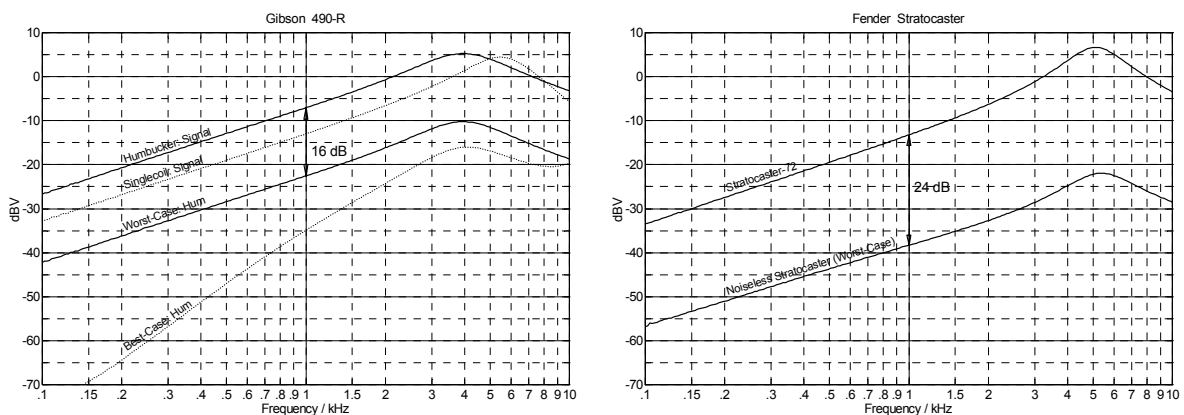 Gibson 490-R
10
0
-10
-20
-30
-40
-50
-60
-70
dBV
Humbucker-Signal
Singlecoil Signal
Worst-Case: Hum
Best-Case: Hum
16 dB
.1 .15 .2 .3 .4 .5 .6 .7 .8 .9 1 1.5 2 3 4 5 6 7 8 9 10
Frequency / kHz
Fender Stratocaster
10
0
-10
-20
-30
-40
-50
-60
-70
dBV
Stratocaster-72
Noiseless Stratocaster (Worst-Case)
24 dB
.1 .15 .2 .3 .4 .5 .6 .7 .8 .9 1 1.5 2 3 4 5 6 7 8 9 10
Frequency / kHz